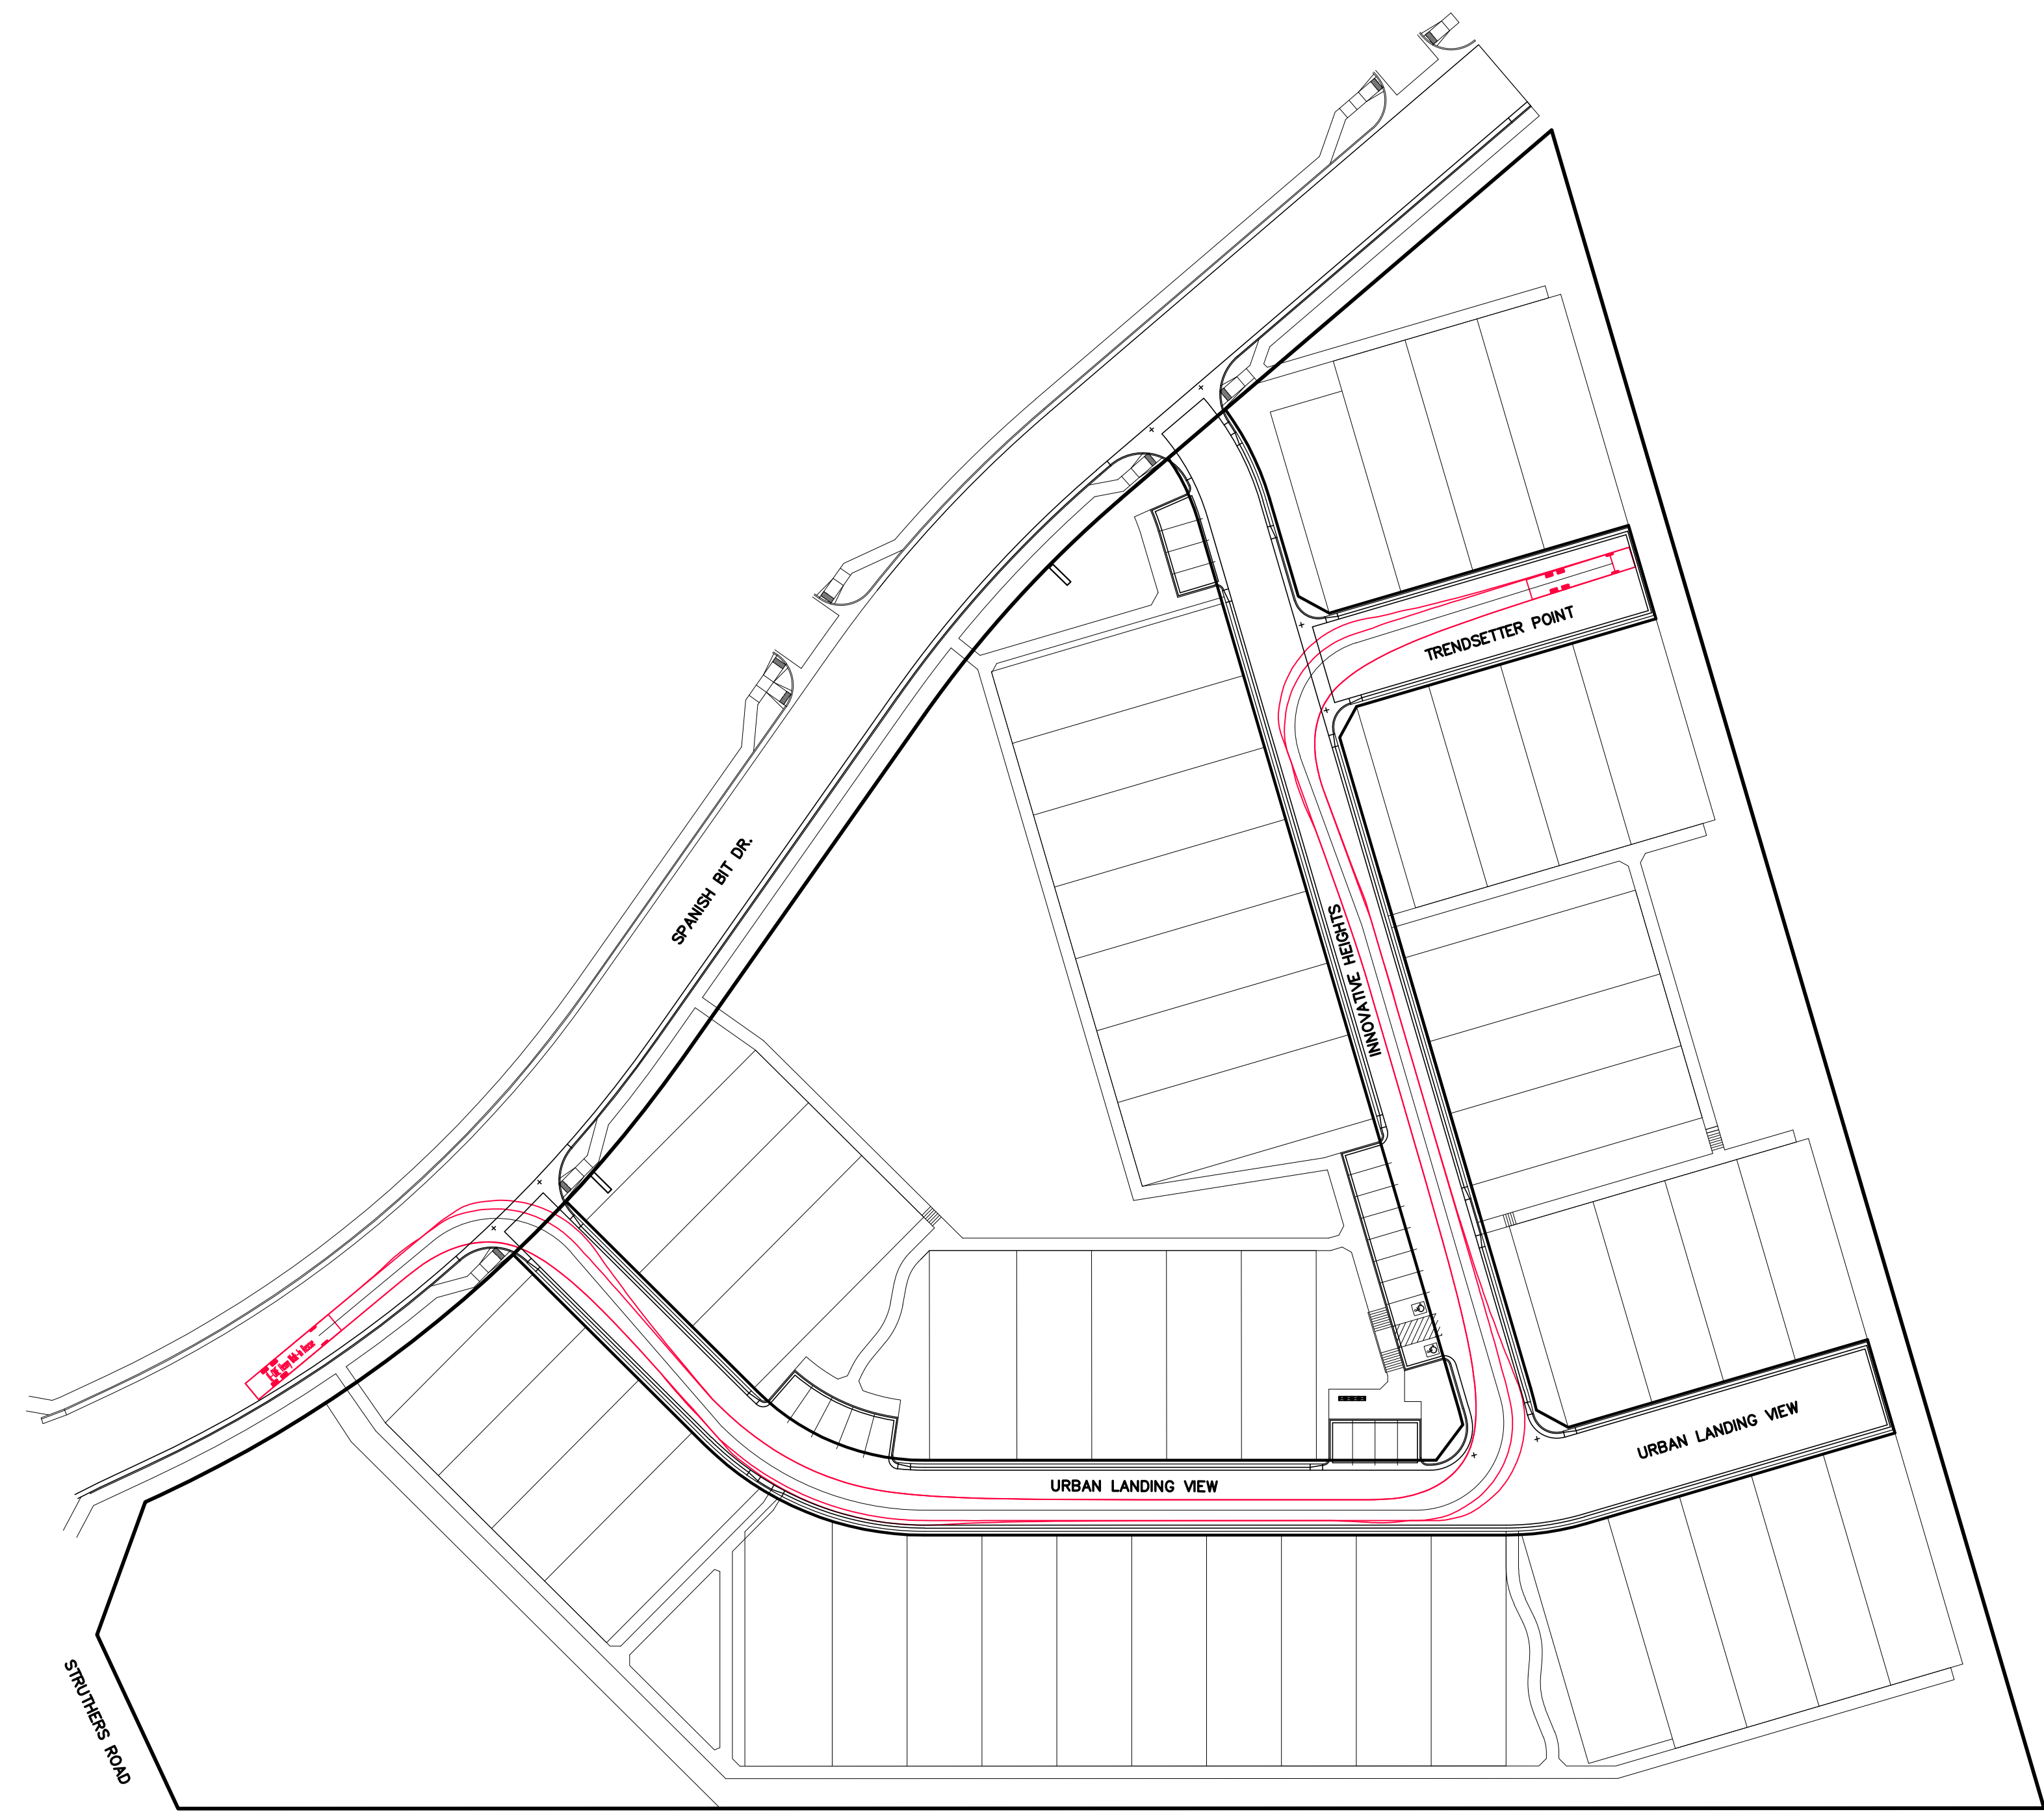 TRENDSETTER POINT
SPANISH BIT DR.
INNOVATIVE HEIGHTS
URBAN LANDING VIEW
URBAN LANDING VIEW
STRUTHERS ROAD